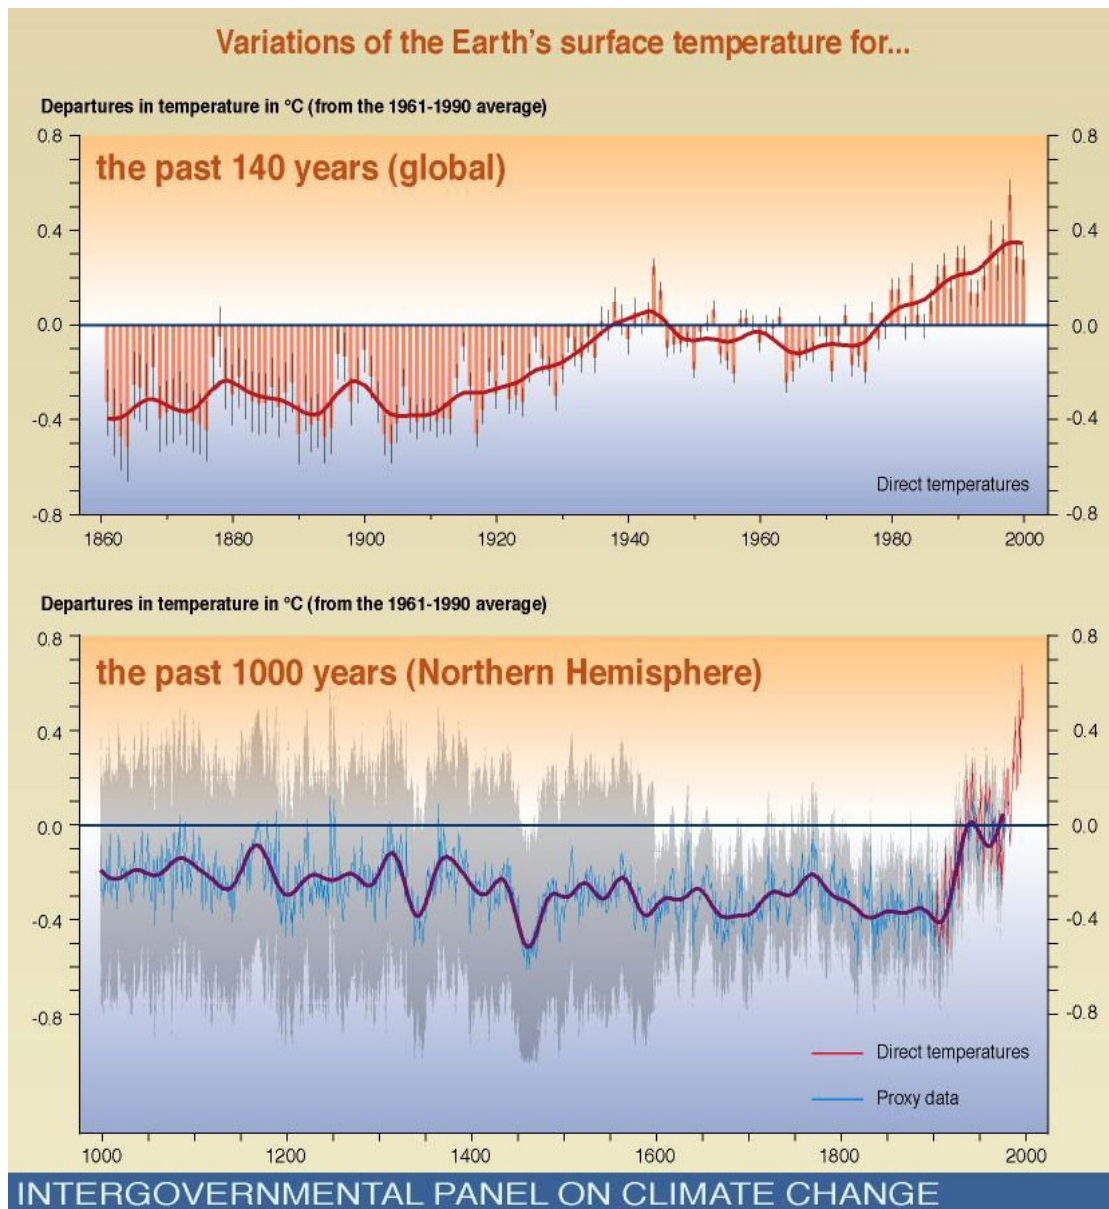 Variations of the Earth's surface temperature for...
Departures in temperature in °C (from the 1961-1990 average)
the past 140 years (global)
0.8 0.8
0.4 0.4
0.0 0.0
-0.4 -0.4
-0.8 -0.8
Direct temperatures
1860 1880 1900 1920 1940 1960 1980 2000
Departures in temperature in °C (from the 1961-1990 average)
the past 1000 years (Northern Hemisphere)
0.8 0.8
0.4 0.4
0.0 0.0
-0.4 -0.4
-0.8 -0.8
Direct temperatures
Proxy data
1000 1200 1400 1600 1800 2000
INTERGOVERNMENTAL PANEL ON CLIMATE CHANGE